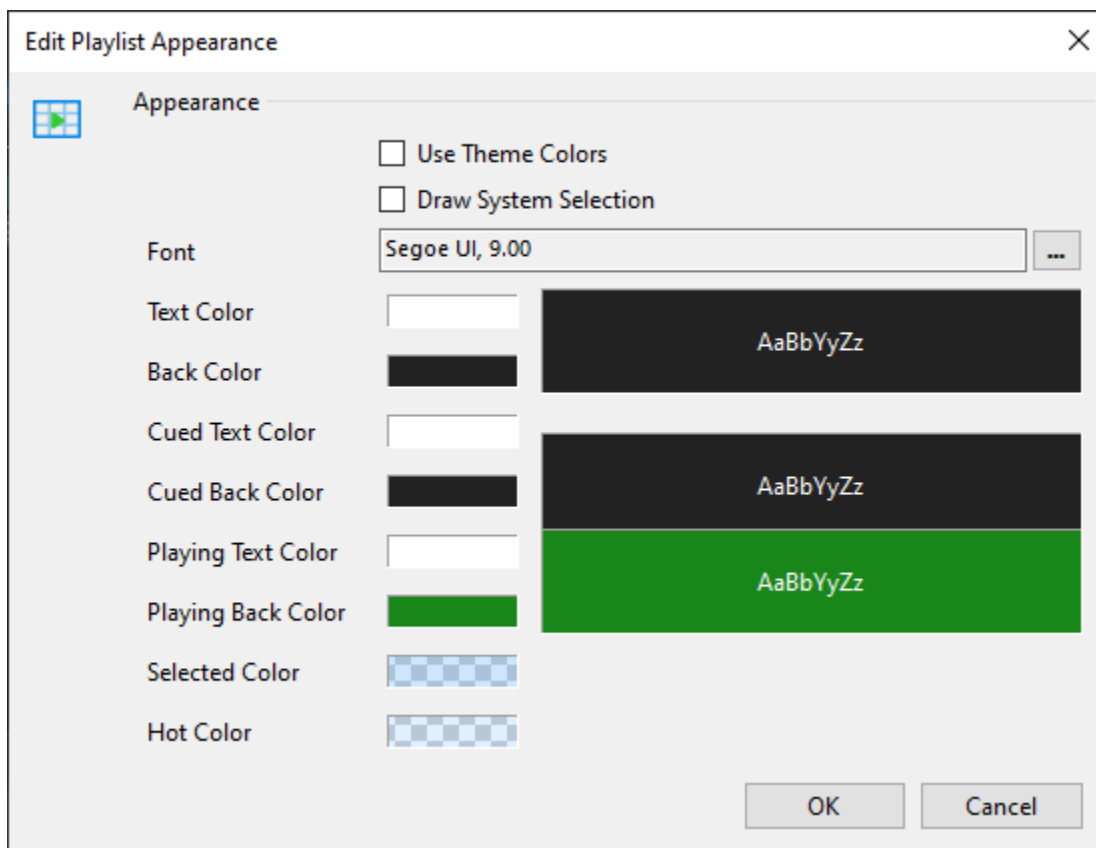 Edit Playlist Appearance
Appearance
Use Theme Colors
Draw System Selection
Font
Segoe UI, 9.00
...
Text Color
AaBbYyZz
Back Color
Cued Text Color
Cued Back Color
AaBbYyZz
Playing Text Color
AaBbYyZz
Playing Back Color
Selected Color
Hot Color
OK
Cancel